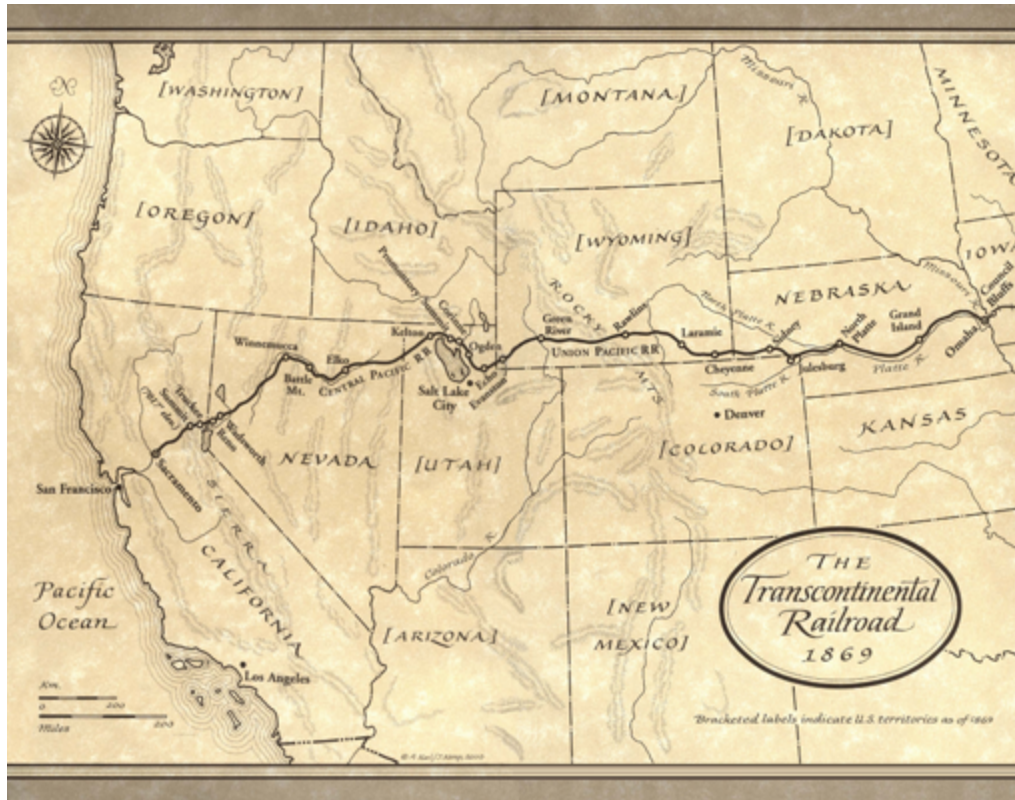 [WASHINGTON]
[MONTANA]
Missouri R.
[DAKOTA]
MINNESOTA
[OREGON]
[IDAHO]
[WYOMING]
IOWA
ROCKY
MTS
NEBRASKA
Missouri R.
Council
Bluffs
Omaha
Promontory Summit
Corinne
Kelton
Ogden
Echo
Evanston
Green
River
Rawlins
Laramie
Cheyenne
Sidney
Julesburg
North
Platte
Grand
Island
North Platte R.
South Platte R.
Platte R.
UNION PACIFIC RR
CENTRAL PACIFIC RR
Winnemucca
Battle
Mt.
Elko
Salt Lake
City
Truckee
Summit
(7017' elev.)
Wadsworth
Reno
Sacramento
San Francisco
Denver
KANSAS
NEVADA
[UTAH]
[COLORADO]
SIERRA
CALIFORNIA
Colorado R.
Pacific
Ocean
[ARIZONA]
[NEW
MEXICO]
Los Angeles
THE
Transcontinental
Railroad
1869
Km.
0 200
Miles
200
Bracketed labels indicate U.S. territories as of 1869